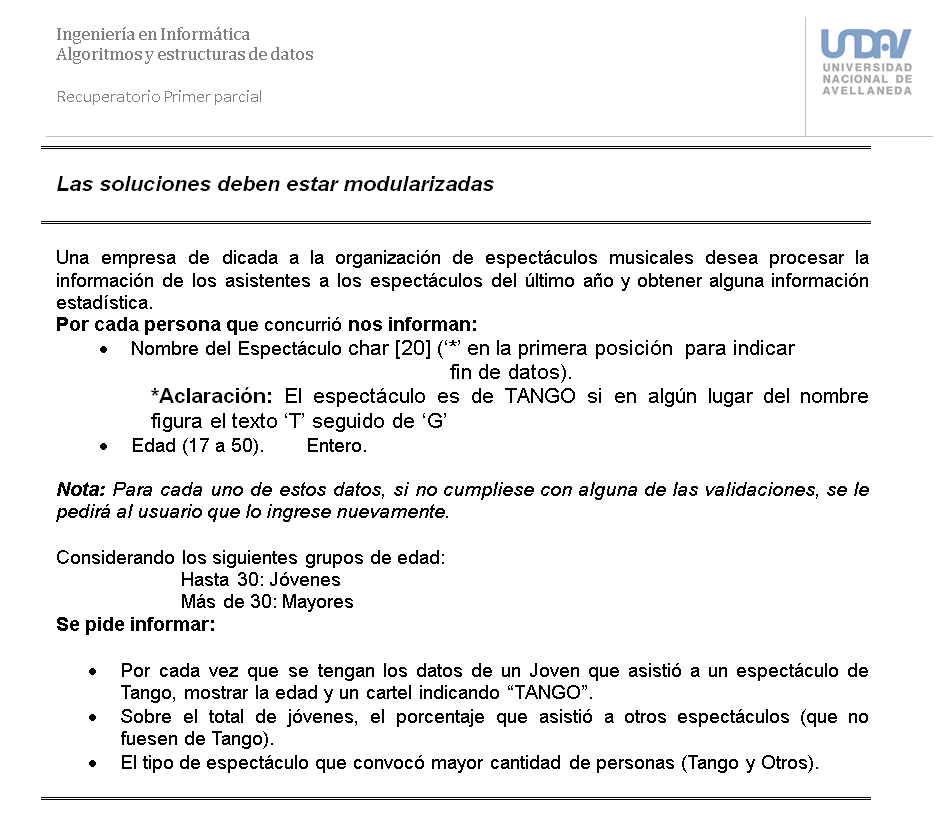 Ingeniería en Informática
Algoritmos y estructuras de datos
Recuperatorio Primer parcial
UNDAV
UNIVERSIDAD
NACIONAL DE
AVELLANEDA
Las soluciones deben estar modularizadas
Una empresa de dicada a la organización de espectáculos musicales desea procesar la
información de los asistentes a los espectáculos del último año y obtener alguna información
estadística.
Por cada persona que concurrió nos informan:
• Nombre del Espectáculo char [20] (‘*’ en la primera posición para indicar
fin de datos).
*Aclaración: El espectáculo es de TANGO si en algún lugar del nombre
figura el texto ‘T’ seguido de ‘G’
• Edad (17 a 50). Entero.
Nota: Para cada uno de estos datos, si no cumpliese con alguna de las validaciones, se le
pedirá al usuario que lo ingrese nuevamente.
Considerando los siguientes grupos de edad:
Hasta 30: Jóvenes
Más de 30: Mayores
Se pide informar:
• Por cada vez que se tengan los datos de un Joven que asistió a un espectáculo de
Tango, mostrar la edad y un cartel indicando “TANGO”.
• Sobre el total de jóvenes, el porcentaje que asistió a otros espectáculos (que no
fuesen de Tango).
• El tipo de espectáculo que convocó mayor cantidad de personas (Tango y Otros).